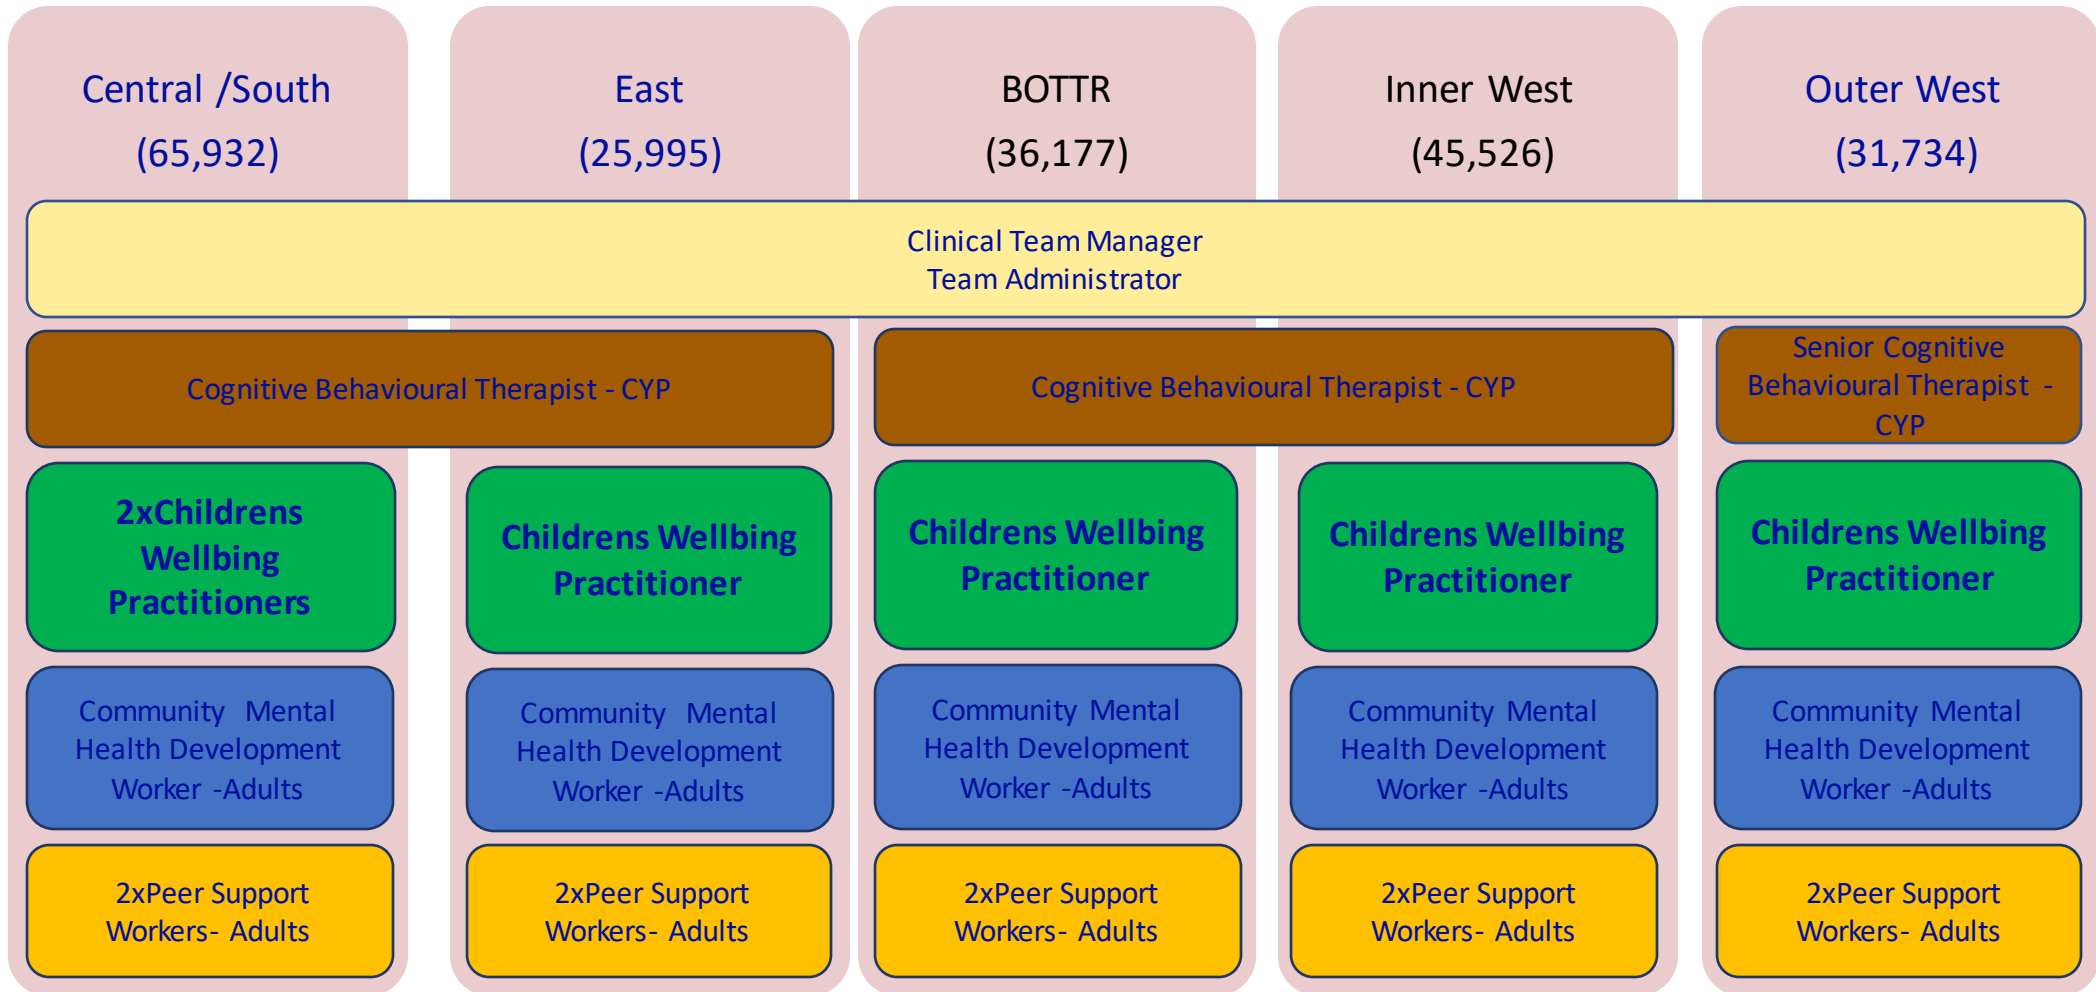 Central /South
(65,932)
East
(25,995)
BOTTR
(36,177)
Inner West
(45,526)
Outer West
(31,734)
Clinical Team Manager
Team Administrator
Cognitive Behavioural Therapist - CYP
Cognitive Behavioural Therapist - CYP
Senior Cognitive
Behavioural Therapist -
CYP
2xChildrens
Wellbing
Practitioners
Childrens Wellbing
Practitioner
Childrens Wellbing
Practitioner
Childrens Wellbing
Practitioner
Childrens Wellbing
Practitioner
Community Mental
Health Development
Worker -Adults
Community Mental
Health Development
Worker -Adults
Community Mental
Health Development
Worker -Adults
Community Mental
Health Development
Worker -Adults
Community Mental
Health Development
Worker -Adults
2xPeer Support
Workers- Adults
2xPeer Support
Workers- Adults
2xPeer Support
Workers- Adults
2xPeer Support
Workers- Adults
2xPeer Support
Workers- Adults